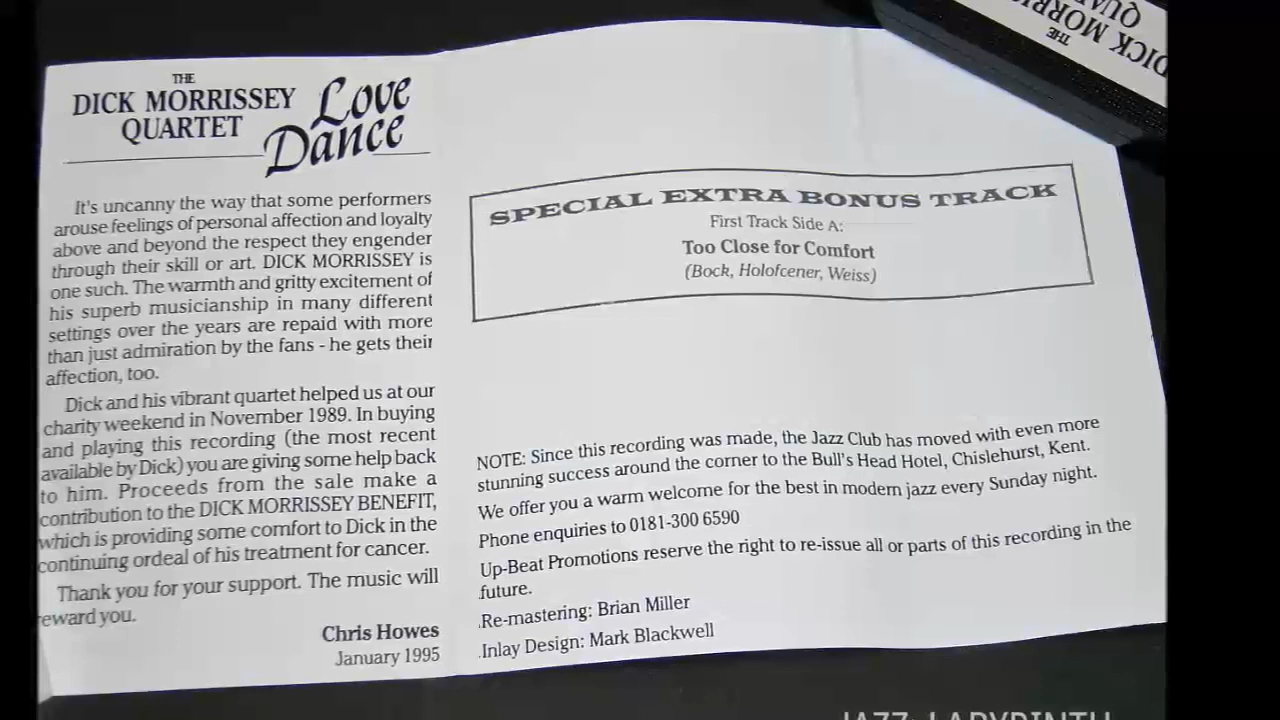 THE
DICK MORRISSEY
QUARTET
Love
Dance
It's uncanny the way that some performers
arouse feelings of personal affection and loyalty
above and beyond the respect they engender
through their skill or art. DICK MORRISSEY is
one such. The warmth and gritty excitement of
his superb musicianship in many different
settings over the years are repaid with more
than just admiration by the fans - he gets their
affection, too.
Dick and his vibrant quartet helped us at our
charity weekend in November 1989. In buying
and playing this recording (the most recent
available by Dick) you are giving some help back
to him. Proceeds from the sale make a
contribution to the DICK MORRISSEY BENEFIT,
which is providing some comfort to Dick in the
continuing ordeal of his treatment for cancer.
Thank you for your support. The music will
eward you.
Chris Howes
January 1995
SPECIAL EXTRA BONUS TRACK
First Track Side A:
Too Close for Comfort
(Bock, Holofcener, Weiss)
NOTE: Since this recording was made, the Jazz Club has moved with even more
stunning success around the corner to the Bull's Head Hotel, Chislehurst, Kent.
We offer you a warm welcome for the best in modern jazz every Sunday night.
Phone enquiries to 0181-300 6590
Up-Beat Promotions reserve the right to re-issue all or parts of this recording in the
future.
Re-mastering: Brian Miller
Inlay Design: Mark Blackwell
THE
DICK MORRI
QUA
JAZZ LABYRINTH